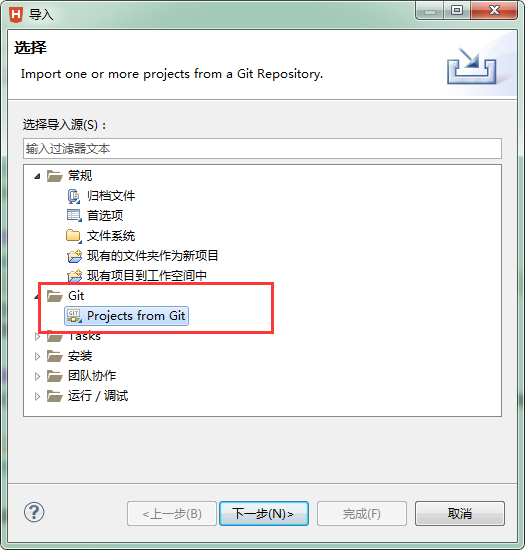 导入
选择
Import one or more projects from a Git Repository.
选择导入源(S)：
输入过滤器文本
常规
归档文件
首选项
文件系统
现有的文件夹作为新项目
现有项目到工作空间中
Git
Projects from Git
Tasks
安装
团队协作
运行 / 调试
<上一步(B) 下一步(N)> 完成(F) 取消